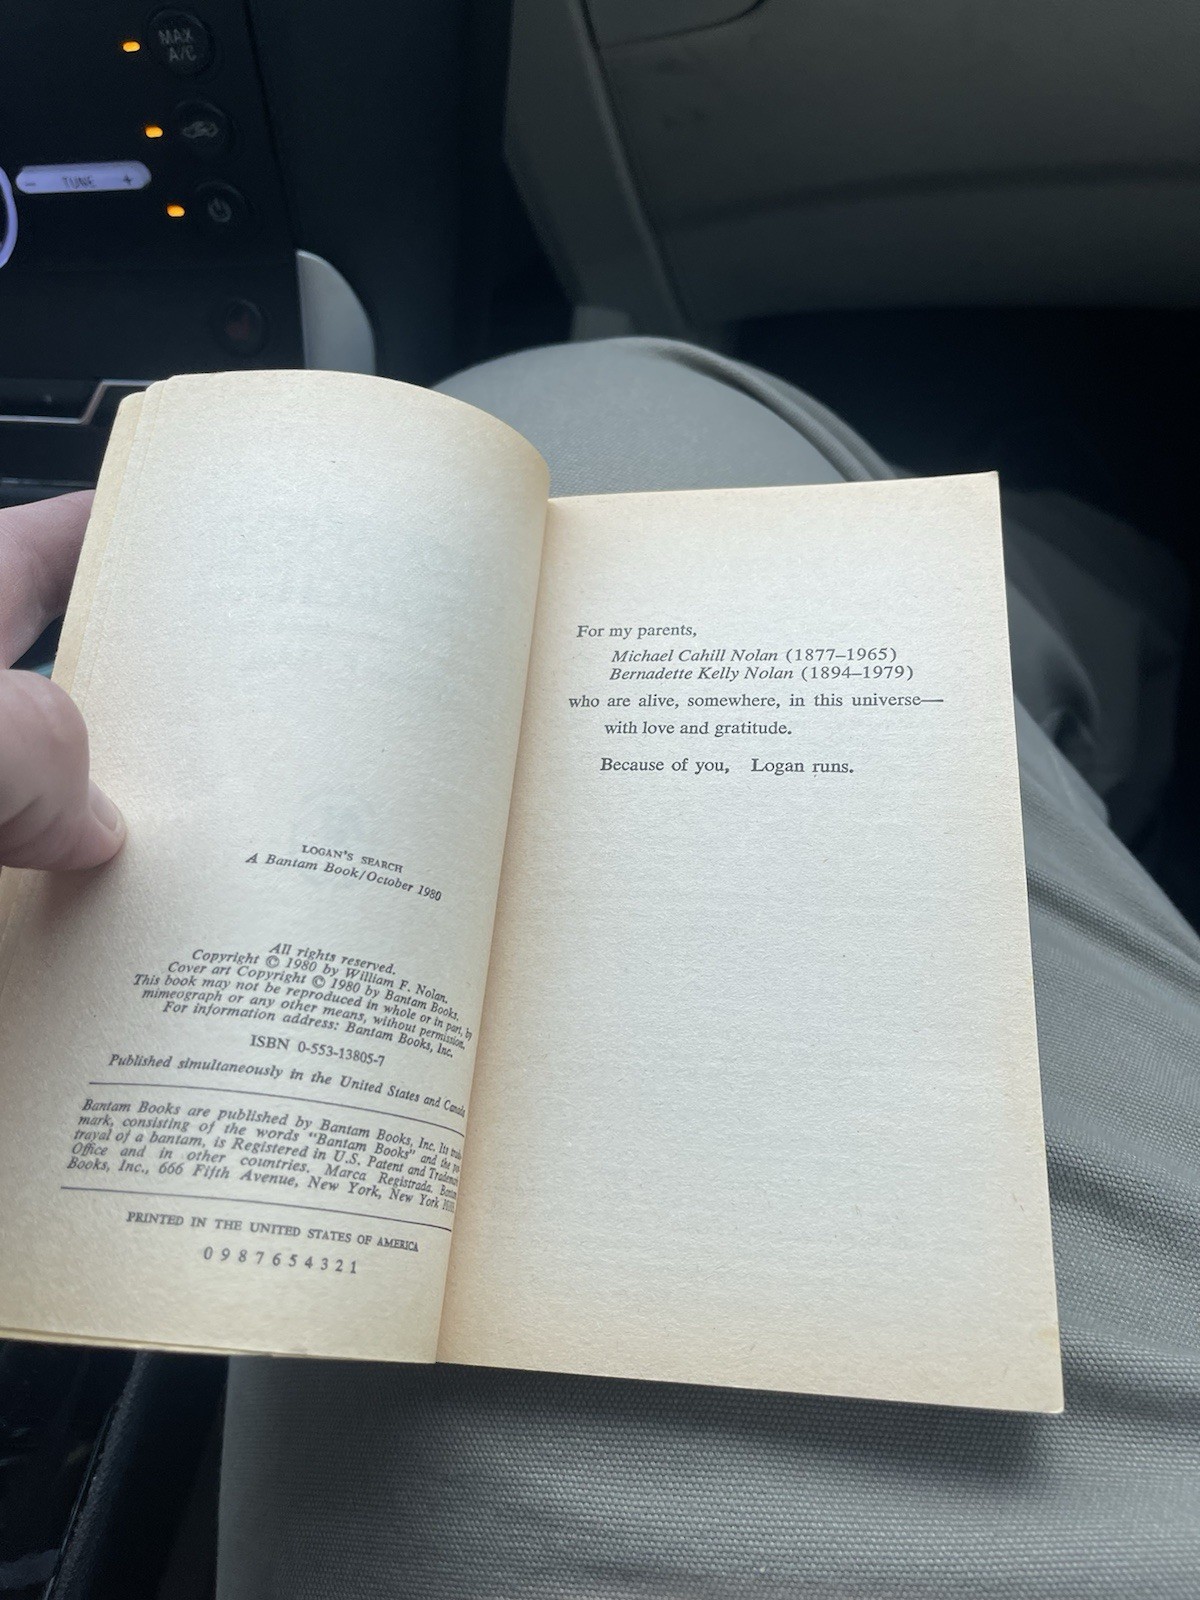 MAX
A/C
− TUNE +
LOGAN'S SEARCH
A Bantam Book/October 1980
All rights reserved.
Copyright © 1980 by William F. Nolan.
Cover art Copyright © 1980 by Bantam Books.
This book may not be reproduced in whole or in part, by
mimeograph or any other means, without permission.
For information address: Bantam Books, Inc.
ISBN 0-553-13805-7
Published simultaneously in the United States and Canada
Bantam Books are published by Bantam Books, Inc. Its
mark, consisting of the words "Bantam Books" and the
trayal of a bantam, is Registered in U.S. Patent and
Office and in other countries. Marca Registrada.
Books, Inc., 666 Fifth Avenue, New York, New York
PRINTED IN THE UNITED STATES OF AMERICA
0 9 8 7 6 5 4 3 2 1
For my parents,
Michael Cahill Nolan (1877–1965)
Bernadette Kelly Nolan (1894–1979)
who are alive, somewhere, in this universe—
with love and gratitude.
Because of you, Logan runs.